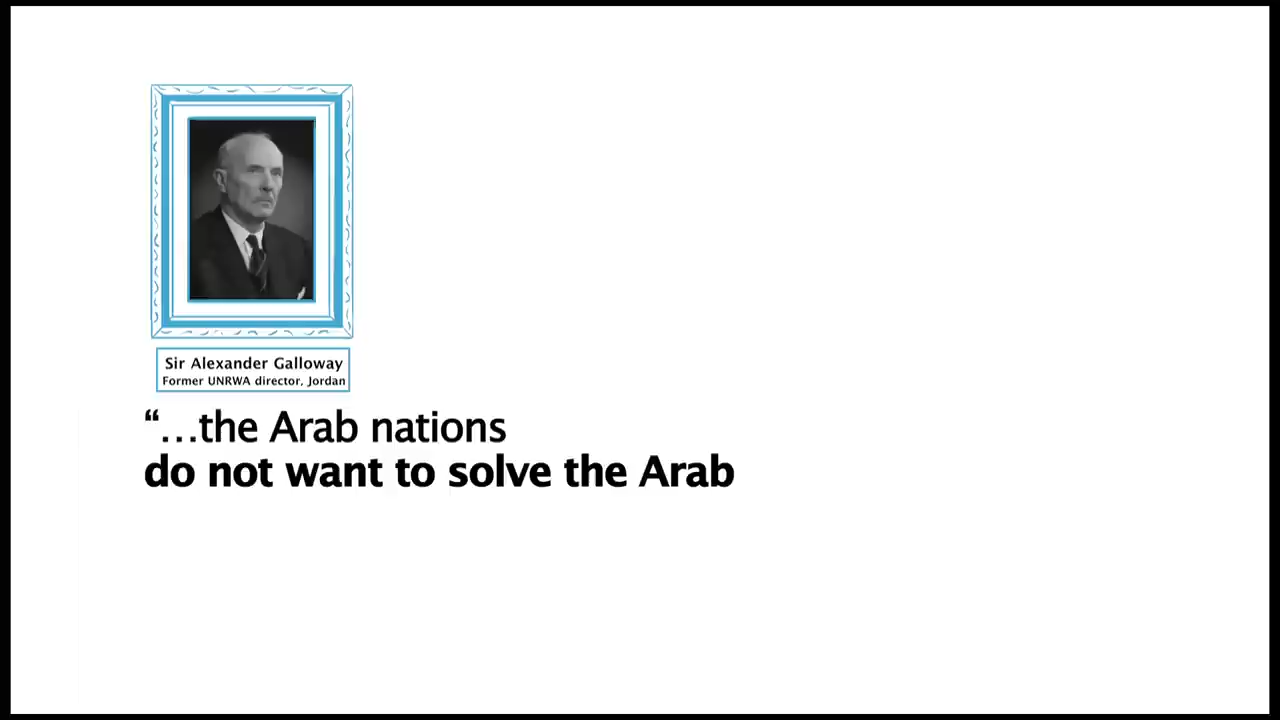 Sir Alexander Galloway
Former UNRWA director, Jordan
“...the Arab nations
do not want to solve the Arab